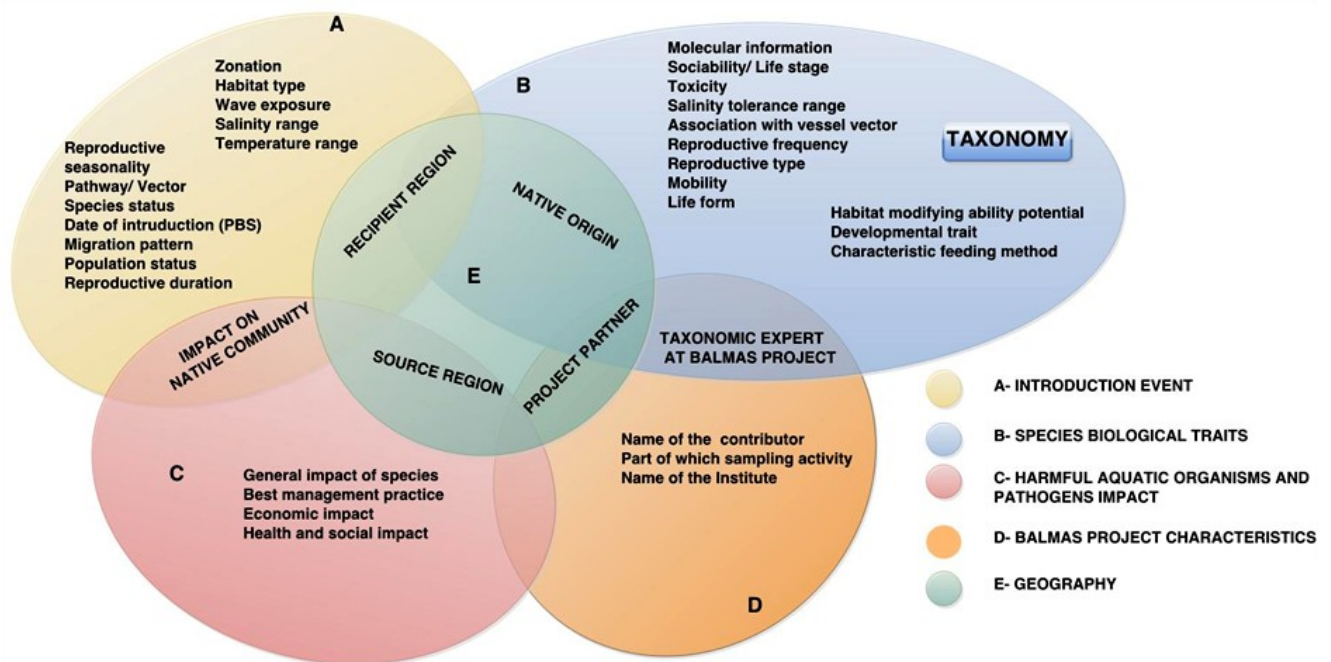 A
Zonation
Habitat type
Wave exposure
Salinity range
Temperature range
Reproductive
seasonality
Pathway/ Vector
Species status
Date of intruduction (PBS)
Migration pattern
Population status
Reproductive duration
B
Molecular information
Sociability/ Life stage
Toxicity
Salinity tolerance range
Association with vessel vector
Reproductive frequency
Reproductive type
Mobility
Life form
TAXONOMY
Habitat modifying ability potential
Developmental trait
Characteristic feeding method
RECIPIENT REGION
NATIVE ORIGIN
E
IMPACT ON
NATIVE COMMUNITY
SOURCE REGION
PROJECT PARTNER
TAXONOMIC EXPERT
AT BALMAS PROJECT
C
General impact of species
Best management practice
Economic impact
Health and social impact
Name of the contributor
Part of which sampling activity
Name of the Institute
D
A- INTRODUCTION EVENT
B- SPECIES BIOLOGICAL TRAITS
C- HARMFUL AQUATIC ORGANISMS AND
PATHOGENS IMPACT
D- BALMAS PROJECT CHARACTERISTICS
E- GEOGRAPHY